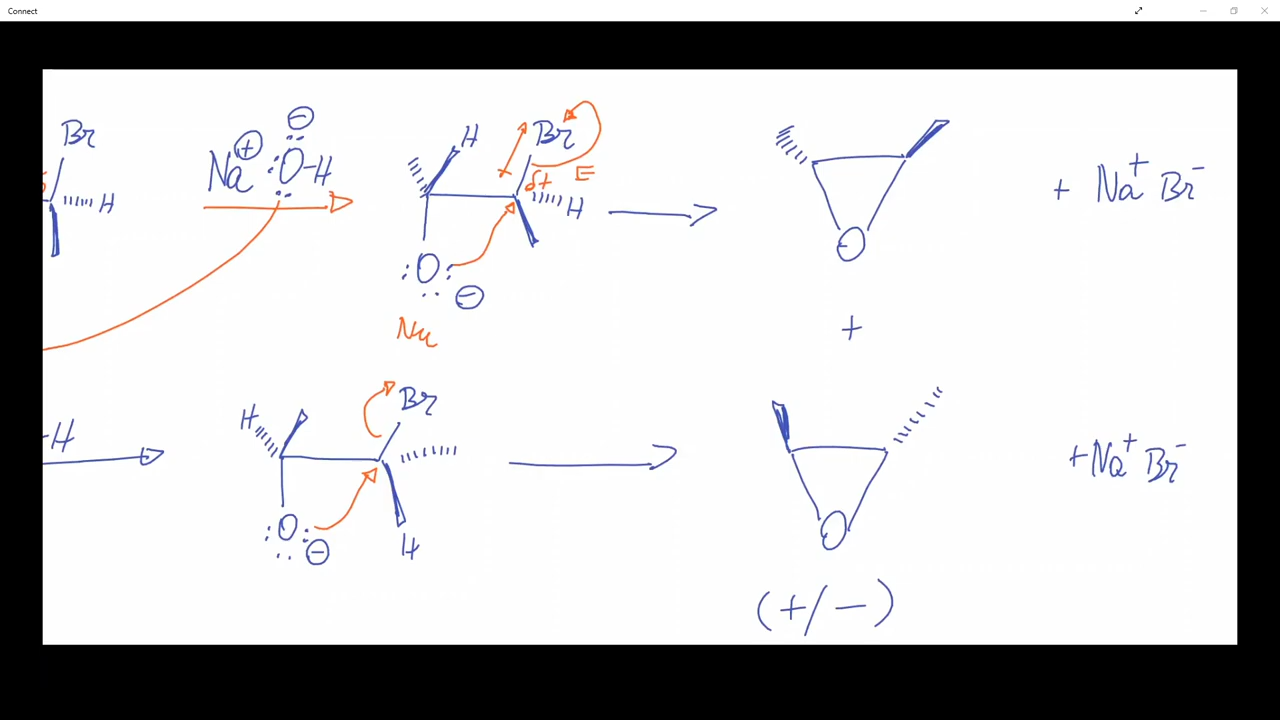 Connect
Br
H
Na⊕ :Ö-H ⊖
H
Br
δ+
E
H
:O: ⊖
Nu
O
+ Na⁺ Br⁻
+
-H
H
Br
:O: ⊖
H
O
+ Na⁺ Br⁻
(+/−)